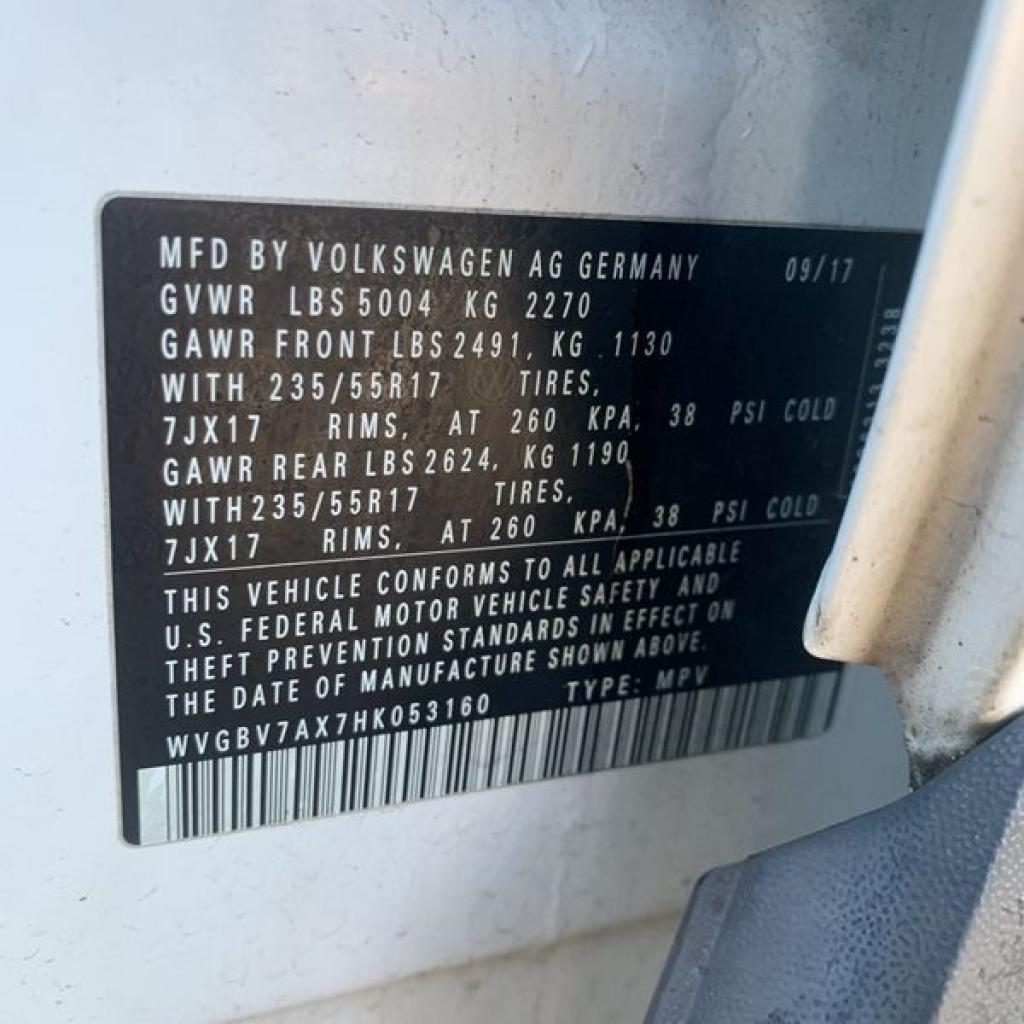 MFD BY VOLKSWAGEN AG GERMANY 09/17
GVWR LBS 5004 KG 2270
GAWR FRONT LBS 2491, KG 1130
WITH 235/55R17 TIRES,
7JX17 RIMS, AT 260 KPA, 38 PSI COLD
GAWR REAR LBS 2624, KG 1190,
WITH 235/55R17 TIRES,
7JX17 RIMS, AT 260 KPA, 38 PSI COLD
THIS VEHICLE CONFORMS TO ALL APPLICABLE
U.S. FEDERAL MOTOR VEHICLE SAFETY AND
THEFT PREVENTION STANDARDS IN EFFECT ON
THE DATE OF MANUFACTURE SHOWN ABOVE.
WVGBV7AX7HK053160 TYPE: MPV
3238